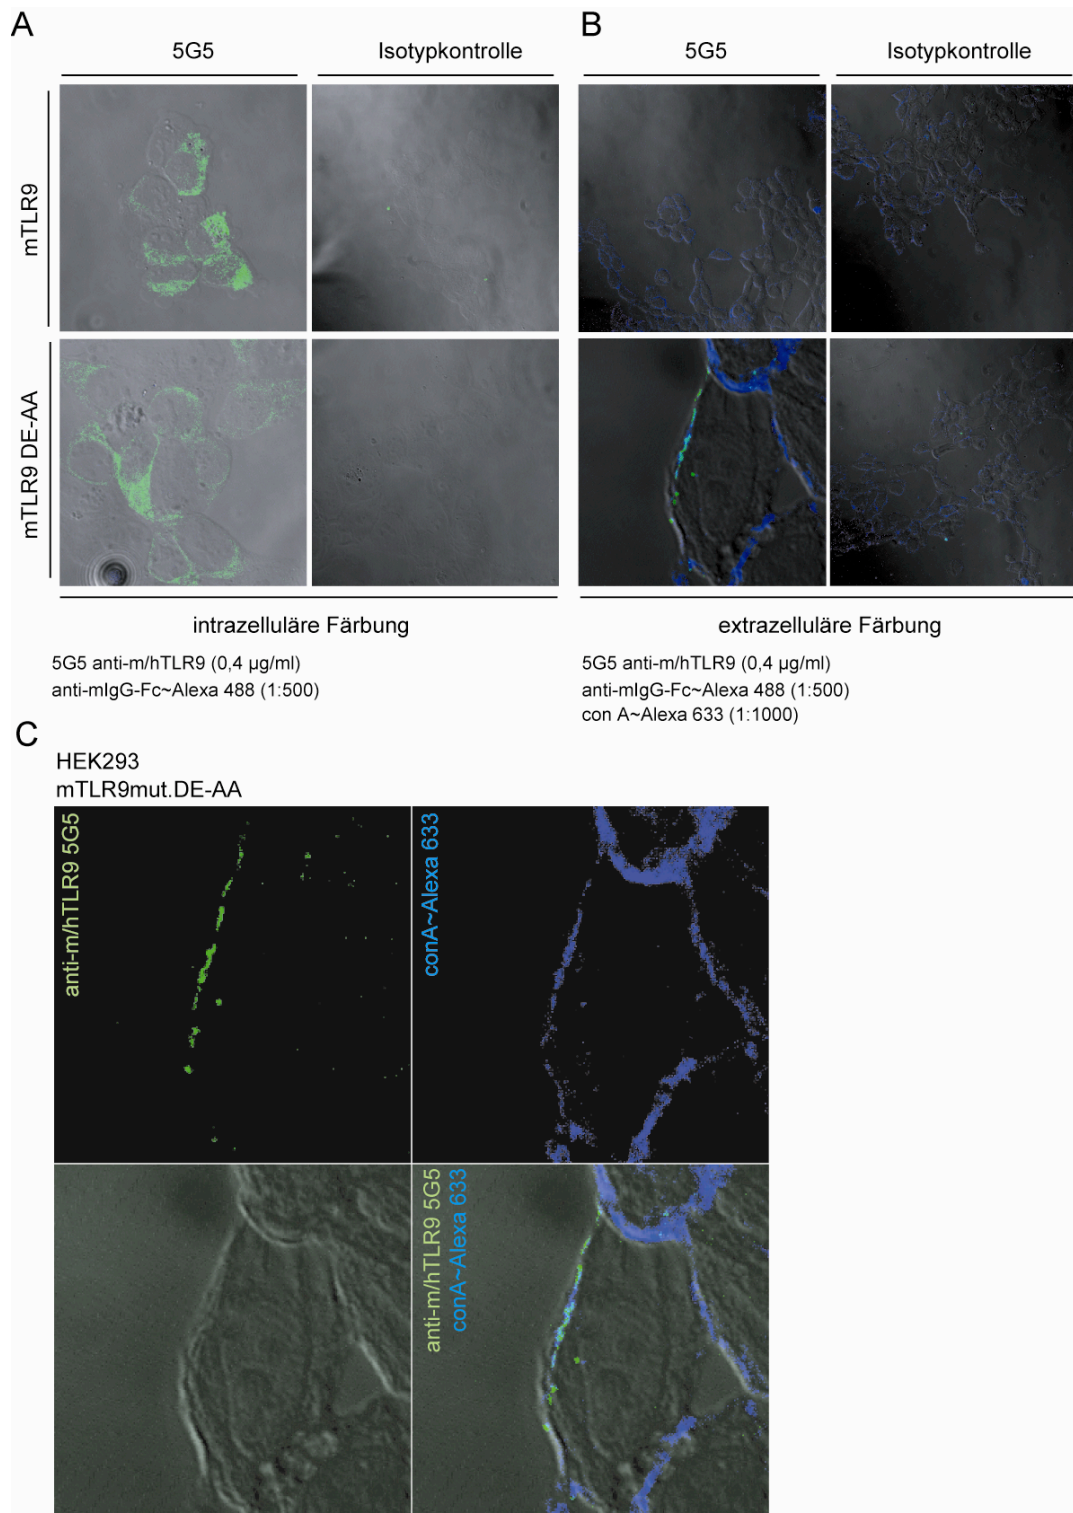 A
5G5
Isotypkontrolle
mTLR9
mTLR9 DE-AA
intrazelluläre Färbung
5G5 anti-m/hTLR9 (0,4 µg/ml)
anti-mIgG-Fc~Alexa 488 (1:500)
B
5G5
Isotypkontrolle
extrazelluläre Färbung
5G5 anti-m/hTLR9 (0,4 µg/ml)
anti-mIgG-Fc~Alexa 488 (1:500)
con A~Alexa 633 (1:1000)
C
HEK293
mTLR9mut.DE-AA
anti-m/hTLR9 5G5
conA~Alexa 633
anti-m/hTLR9 5G5
conA~Alexa 633